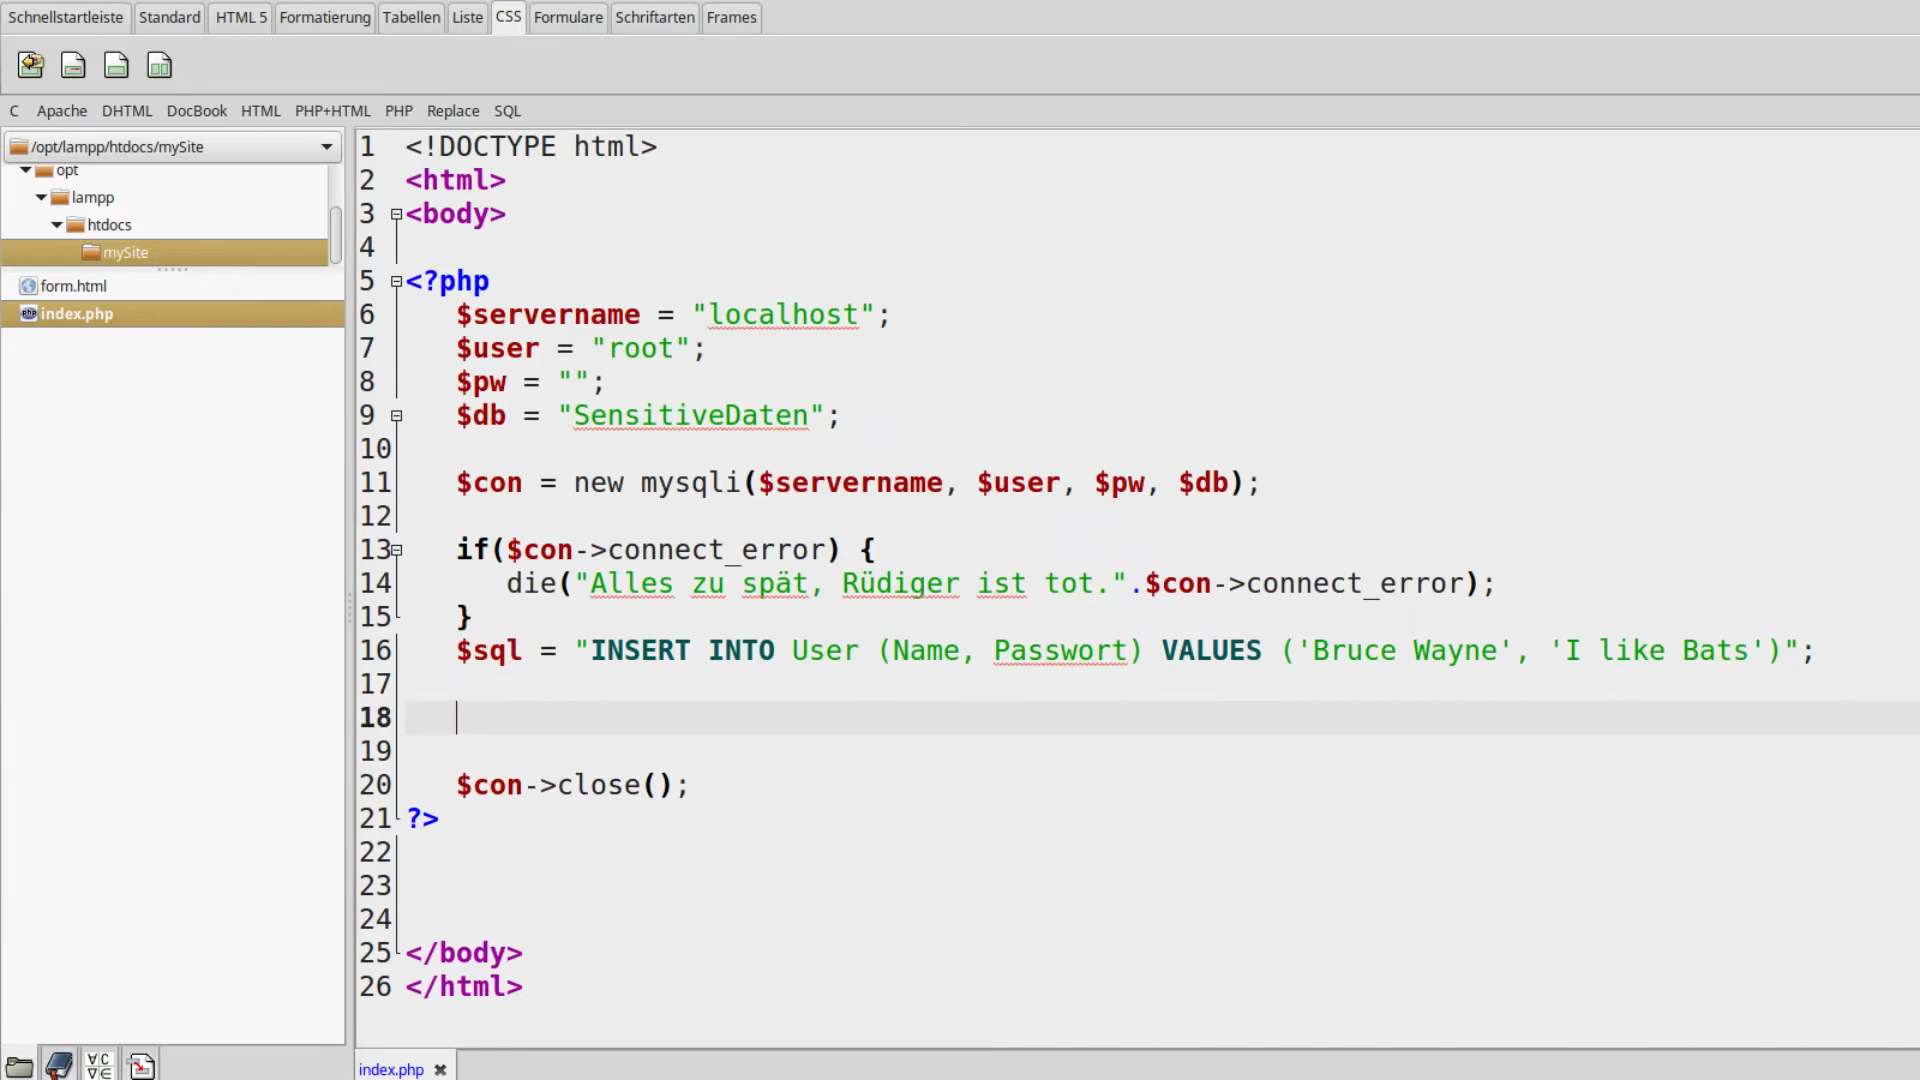 Schnellstartleiste Standard HTML 5 Formatierung Tabellen Liste CSS Formulare Schriftarten Frames
C Apache DHTML DocBook HTML PHP+HTML PHP Replace SQL
/opt/lampp/htdocs/mySite
opt
lampp
htdocs
mySite
form.html
index.php
1 <!DOCTYPE html>
2 <html>
3 <body>
4
5 <?php
6 $servername = "localhost";
7 $user = "root";
8 $pw = "";
9 $db = "SensitiveDaten";
10
11 $con = new mysqli($servername, $user, $pw, $db);
12
13 if($con->connect_error) {
14 die("Alles zu spät, Rüdiger ist tot.".$con->connect_error);
15 }
16 $sql = "INSERT INTO User (Name, Passwort) VALUES ('Bruce Wayne', 'I like Bats')";
17
18
19
20 $con->close();
21 ?>
22
23
24
25 </body>
26 </html>
∀C
∇∈
index.php